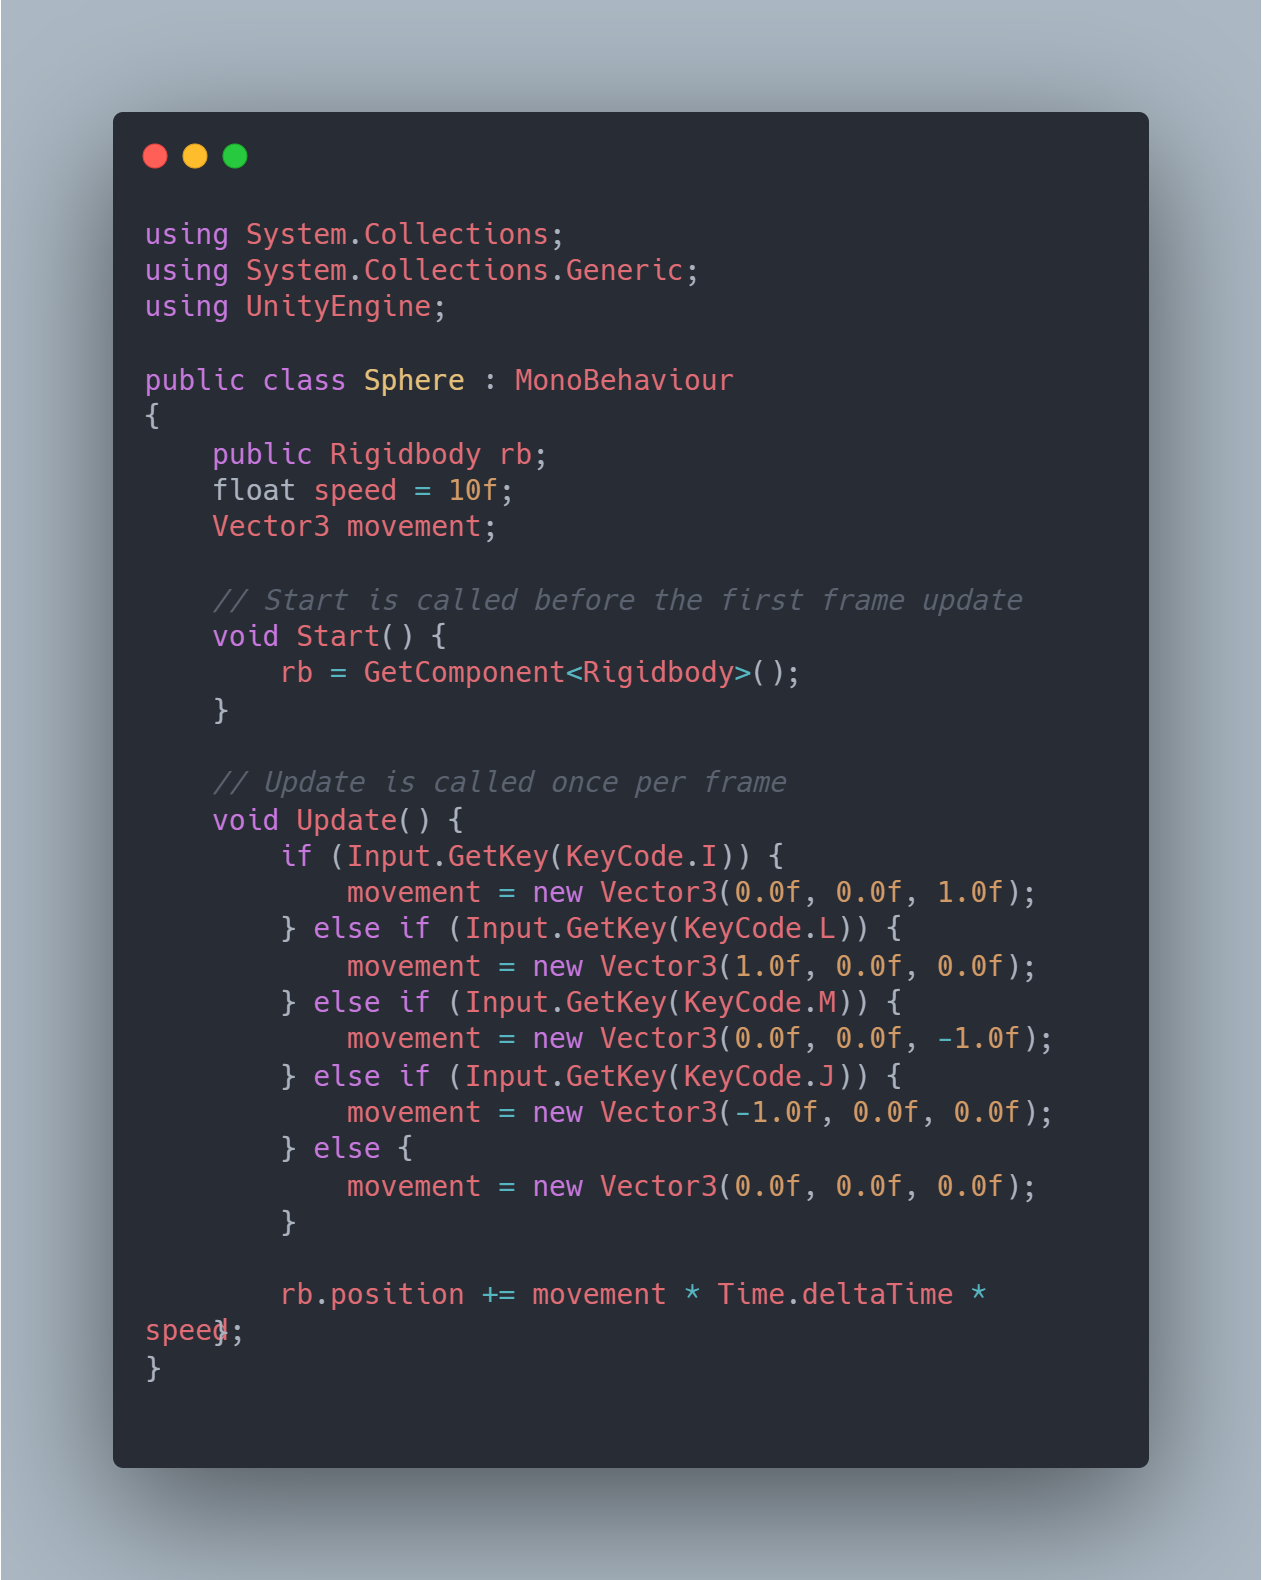 using System.Collections;
using System.Collections.Generic;
using UnityEngine;

public class Sphere : MonoBehaviour
{
    public Rigidbody rb;
    float speed = 10f;
    Vector3 movement;

    // Start is called before the first frame update
    void Start() {
        rb = GetComponent<Rigidbody>();
    }

    // Update is called once per frame
    void Update() {
        if (Input.GetKey(KeyCode.I)) {
            movement = new Vector3(0.0f, 0.0f, 1.0f);
        } else if (Input.GetKey(KeyCode.L)) {
            movement = new Vector3(1.0f, 0.0f, 0.0f);
        } else if (Input.GetKey(KeyCode.M)) {
            movement = new Vector3(0.0f, 0.0f, -1.0f);
        } else if (Input.GetKey(KeyCode.J)) {
            movement = new Vector3(-1.0f, 0.0f, 0.0f);
        } else {
            movement = new Vector3(0.0f, 0.0f, 0.0f);
        }

        rb.position += movement * Time.deltaTime *
speed;
    }
}